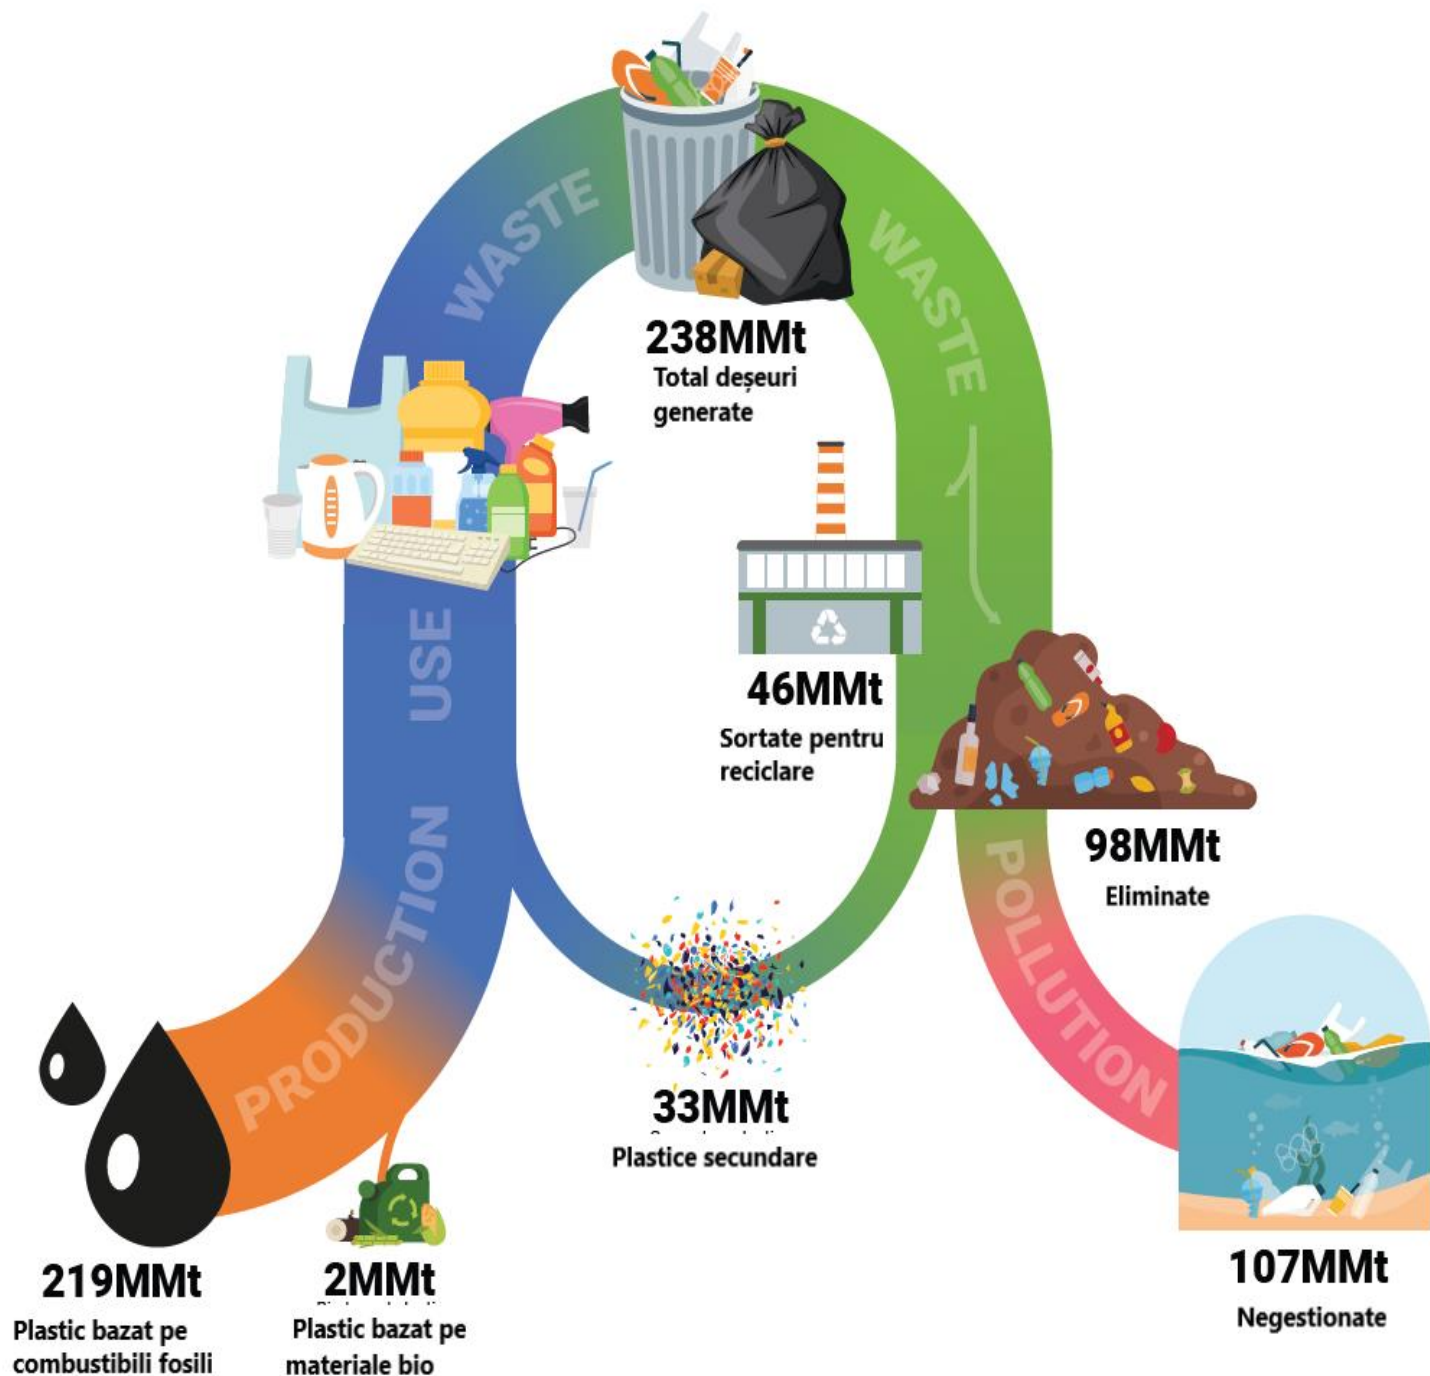 WASTE
WASTE
238MMt
Total deșeuri
generate
USE
46MMt
Sortate pentru
reciclare
98MMt
Eliminate
PRODUCTION
POLLUTION
33MMt
Plastice secundare
219MMt
Plastic bazat pe
combustibili fosili
2MMt
Plastic bazat pe
materiale bio
107MMt
Negestionate